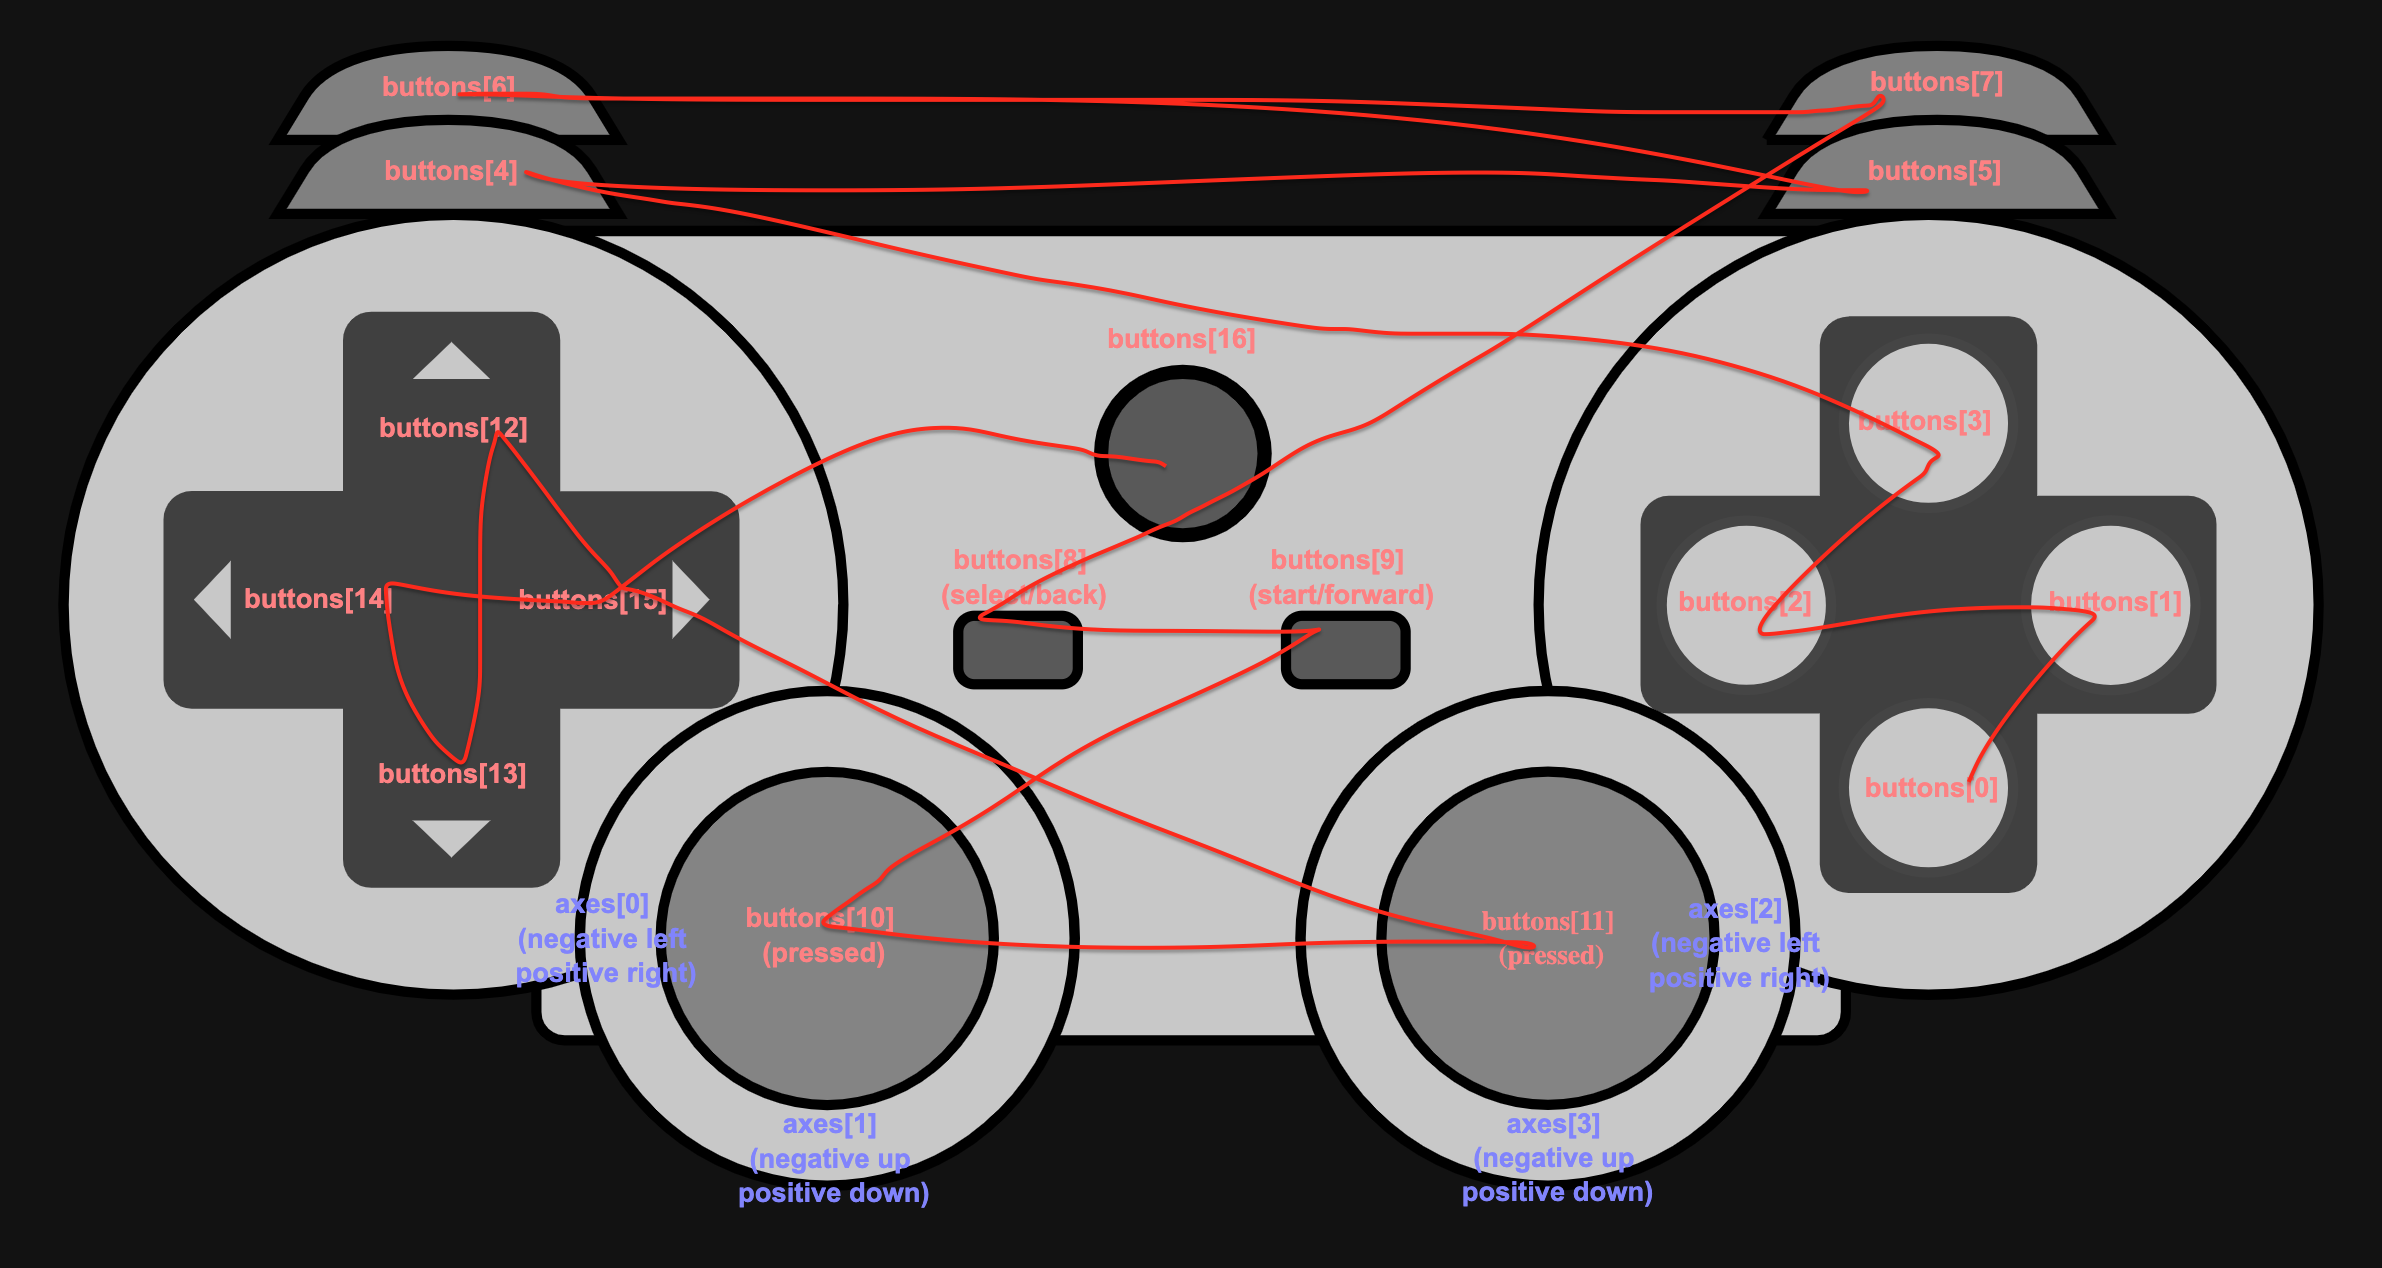 buttons[6]
buttons[7]
buttons[4]
buttons[5]
buttons[16]
buttons[12]
buttons[3]
buttons[8]
(select/back)
buttons[9]
(start/forward)
buttons[14]
buttons[15]
buttons[2]
buttons[1]
buttons[13]
buttons[0]
axes[0]
(negative left
positive right)
buttons[10]
(pressed)
buttons[11]
(pressed)
axes[2]
(negative left
positive right)
axes[1]
(negative up
positive down)
axes[3]
(negative up
positive down)